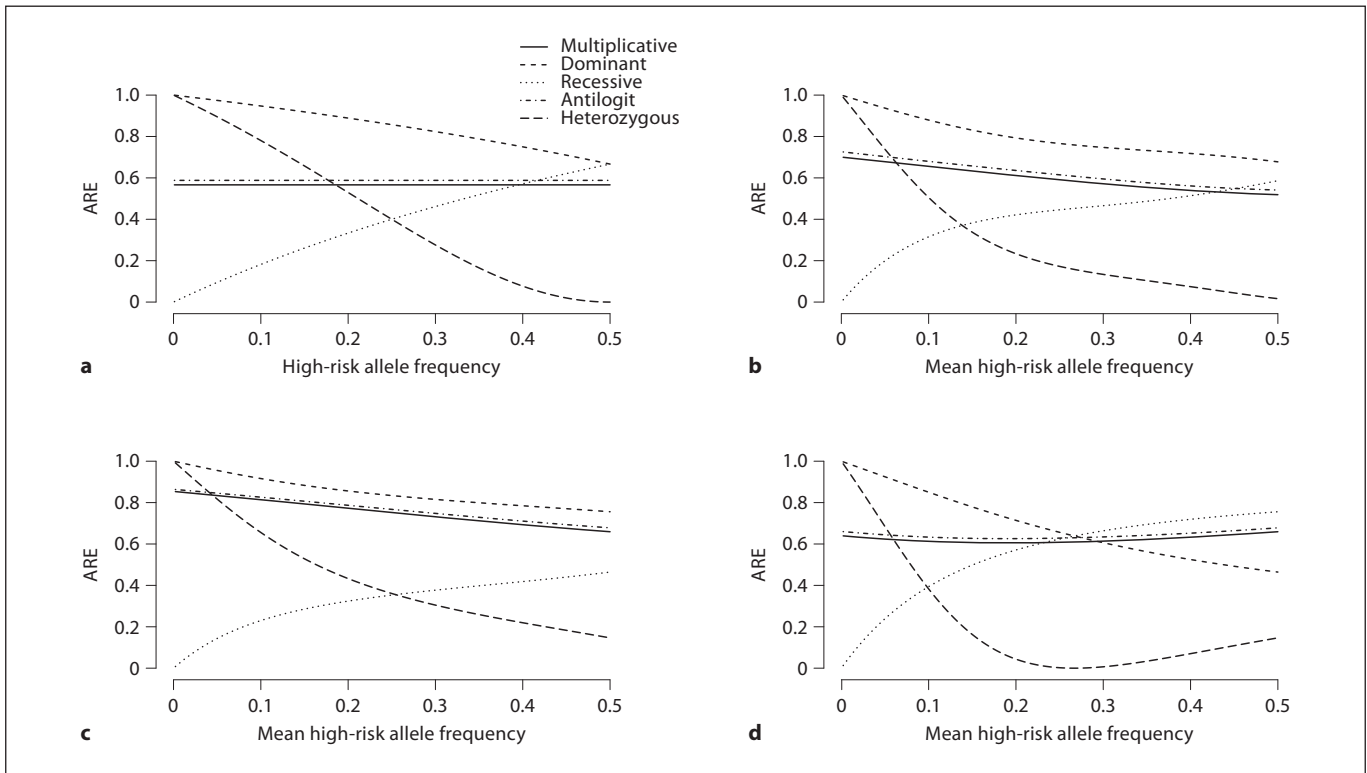 Multiplicative
Dominant
Recessive
Antilogit
Heterozygous
1.0
0.8
0.6
0.4
0.2
0
ARE
0 0.1 0.2 0.3 0.4 0.5
High-risk allele frequency
a
1.0
0.8
0.6
0.4
0.2
0
ARE
0 0.1 0.2 0.3 0.4 0.5
Mean high-risk allele frequency
b
1.0
0.8
0.6
0.4
0.2
0
ARE
0 0.1 0.2 0.3 0.4 0.5
Mean high-risk allele frequency
c
1.0
0.8
0.6
0.4
0.2
0
ARE
0 0.1 0.2 0.3 0.4 0.5
Mean high-risk allele frequency
d